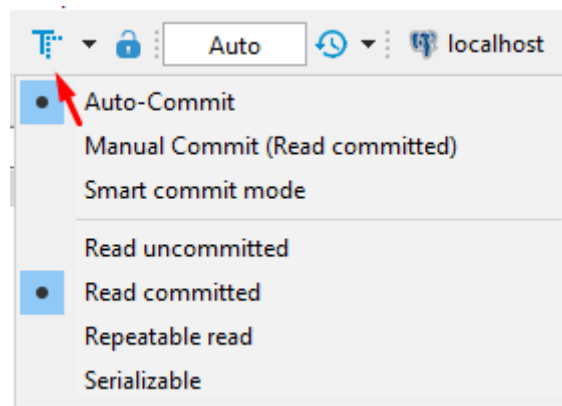 Auto
localhost
Auto-Commit
Manual Commit (Read committed)
Smart commit mode
Read uncommitted
Read committed
Repeatable read
Serializable